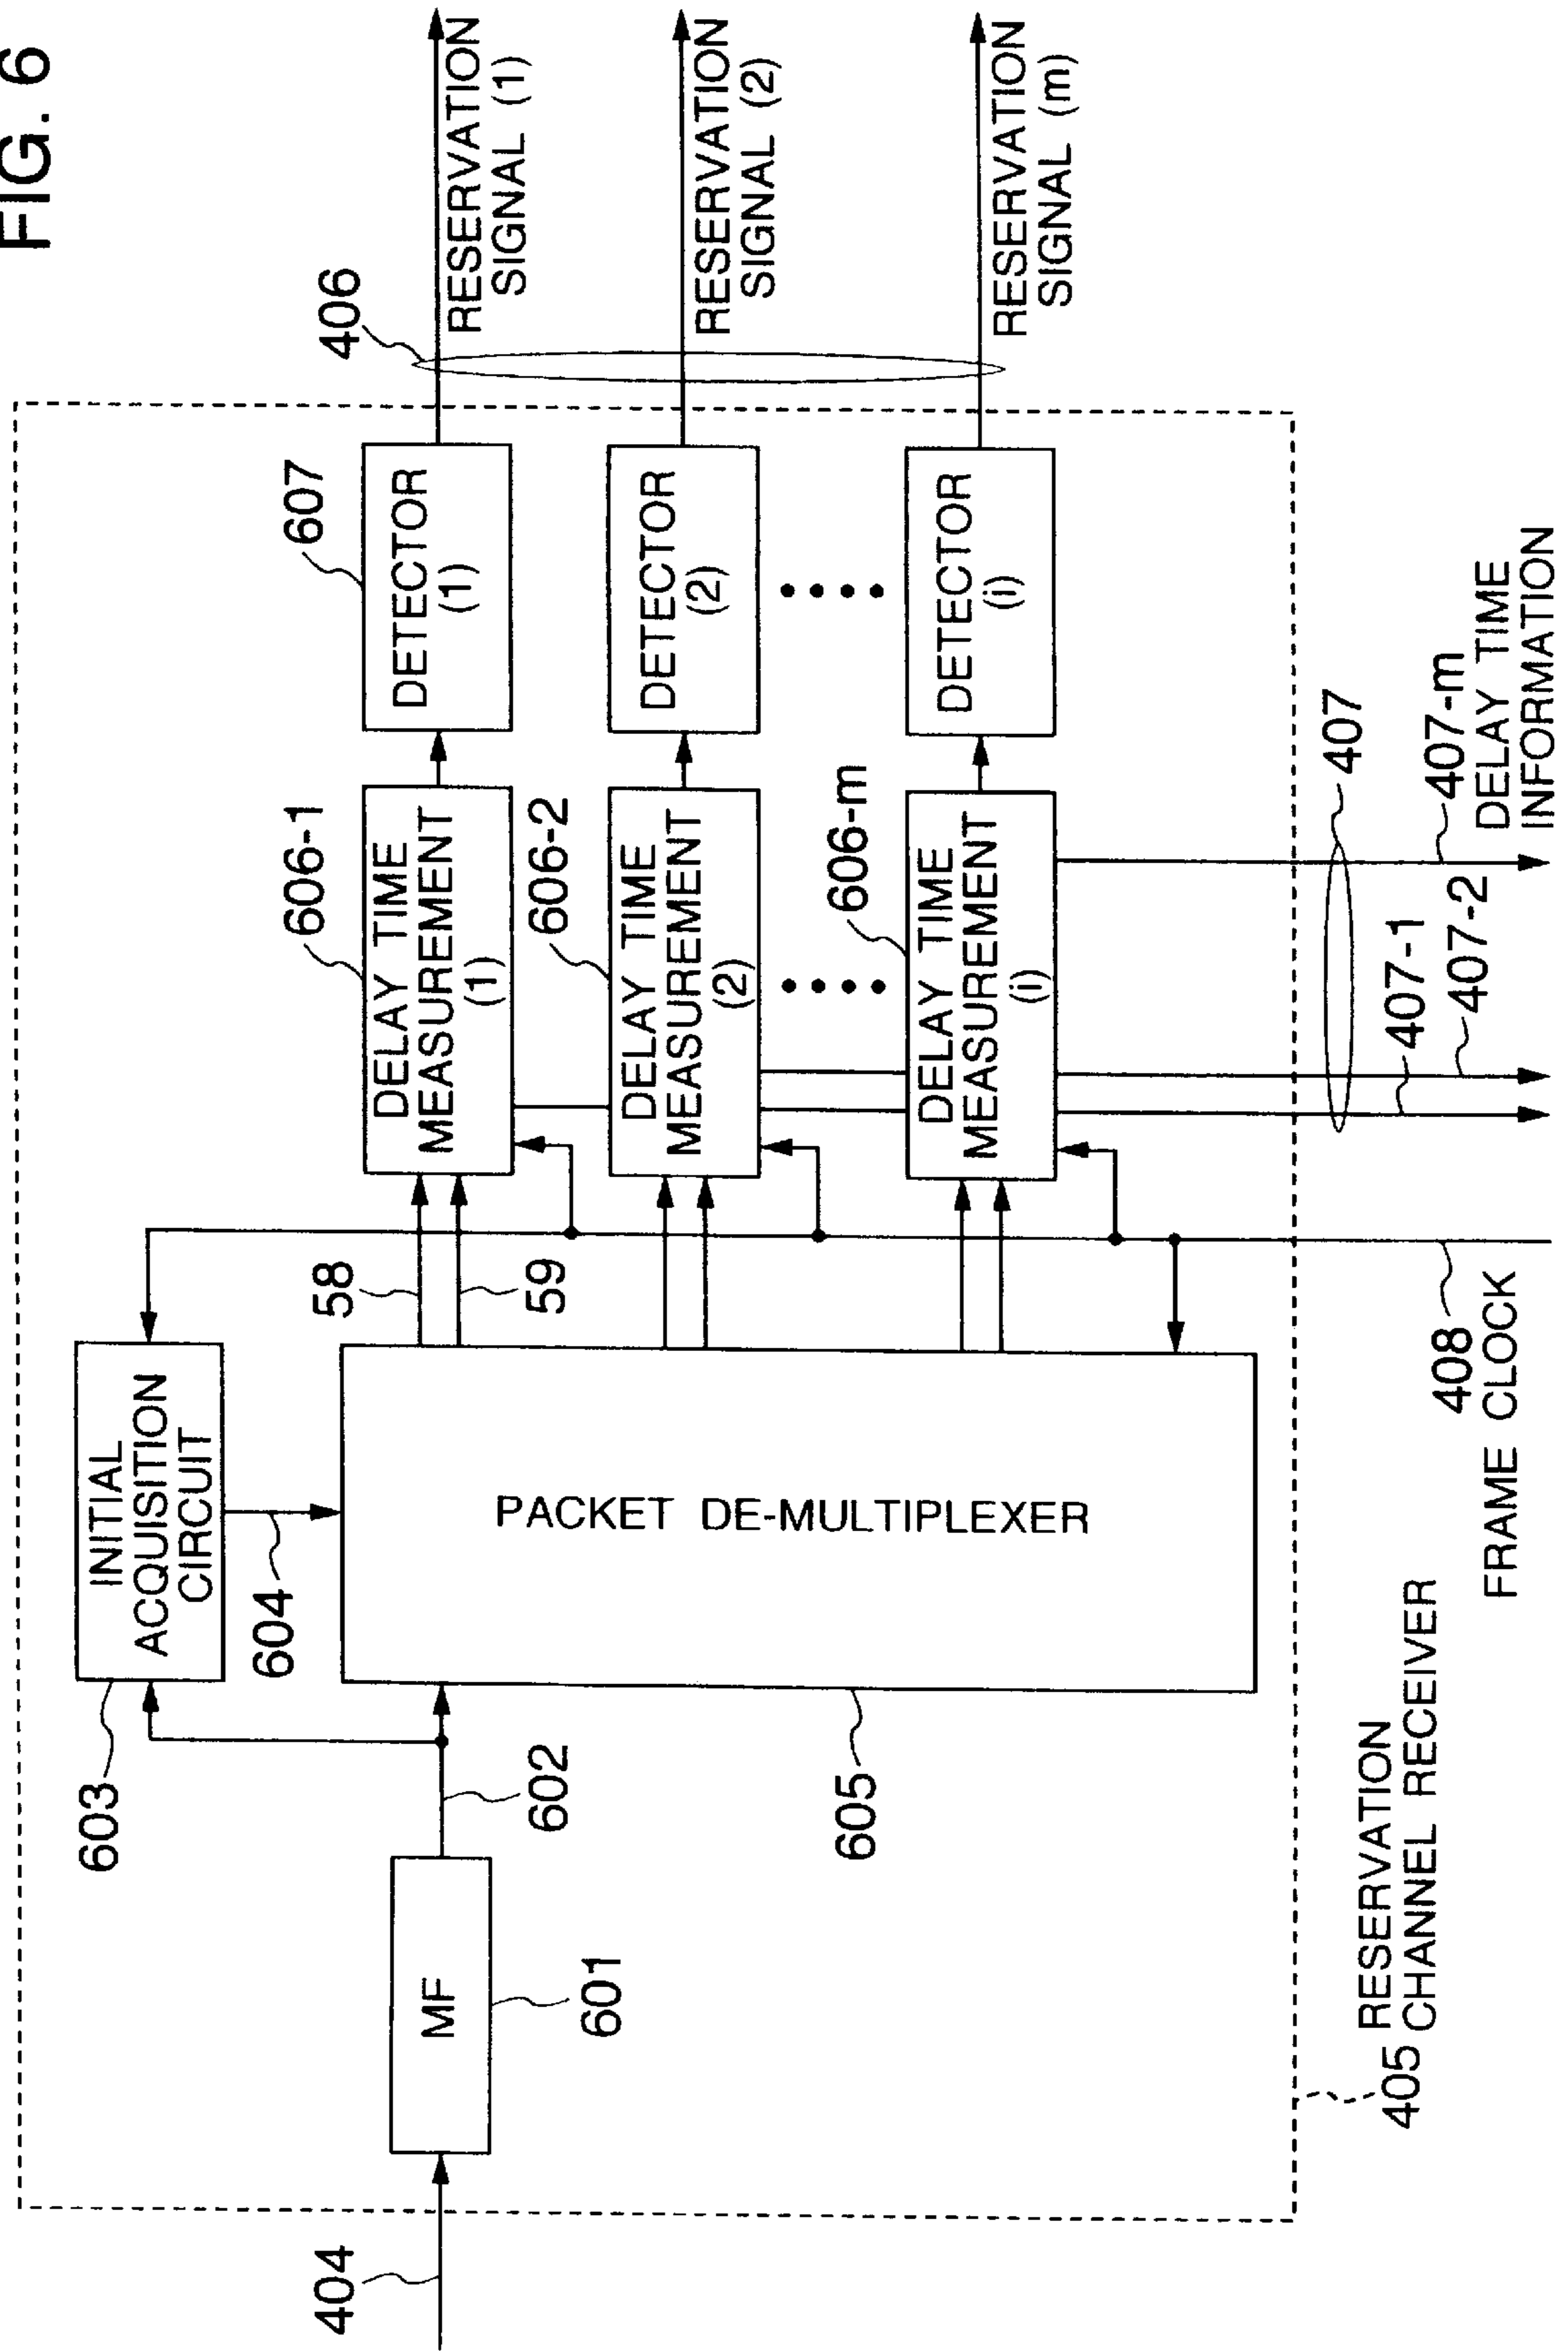 FIG. 6
406
RESERVATION
SIGNAL (1)
RESERVATION
SIGNAL (2)
RESERVATION
SIGNAL (m)
607
DETECTOR
(1)
DETECTOR
(2)
DETECTOR
(i)
606-1
DELAY TIME
MEASUREMENT
(1)
606-2
DELAY TIME
MEASUREMENT
(2)
606-m
DELAY TIME
MEASUREMENT
(i)
407
407-1
407-2
407-m
DELAY TIME
INFORMATION
58
59
603
INITIAL
ACQUISITION
CIRCUIT
604
PACKET DE-MULTIPLEXER
605
602
MF
601
404
408
FRAME CLOCK
405 RESERVATION
CHANNEL RECEIVER